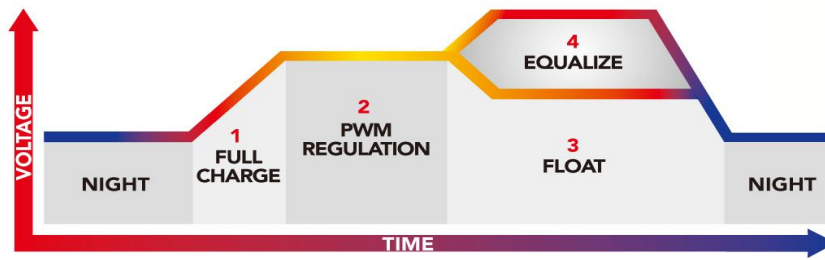 VOLTAGE
NIGHT
1
FULL
CHARGE
2
PWM
REGULATION
4
EQUALIZE
3
FLOAT
NIGHT
TIME